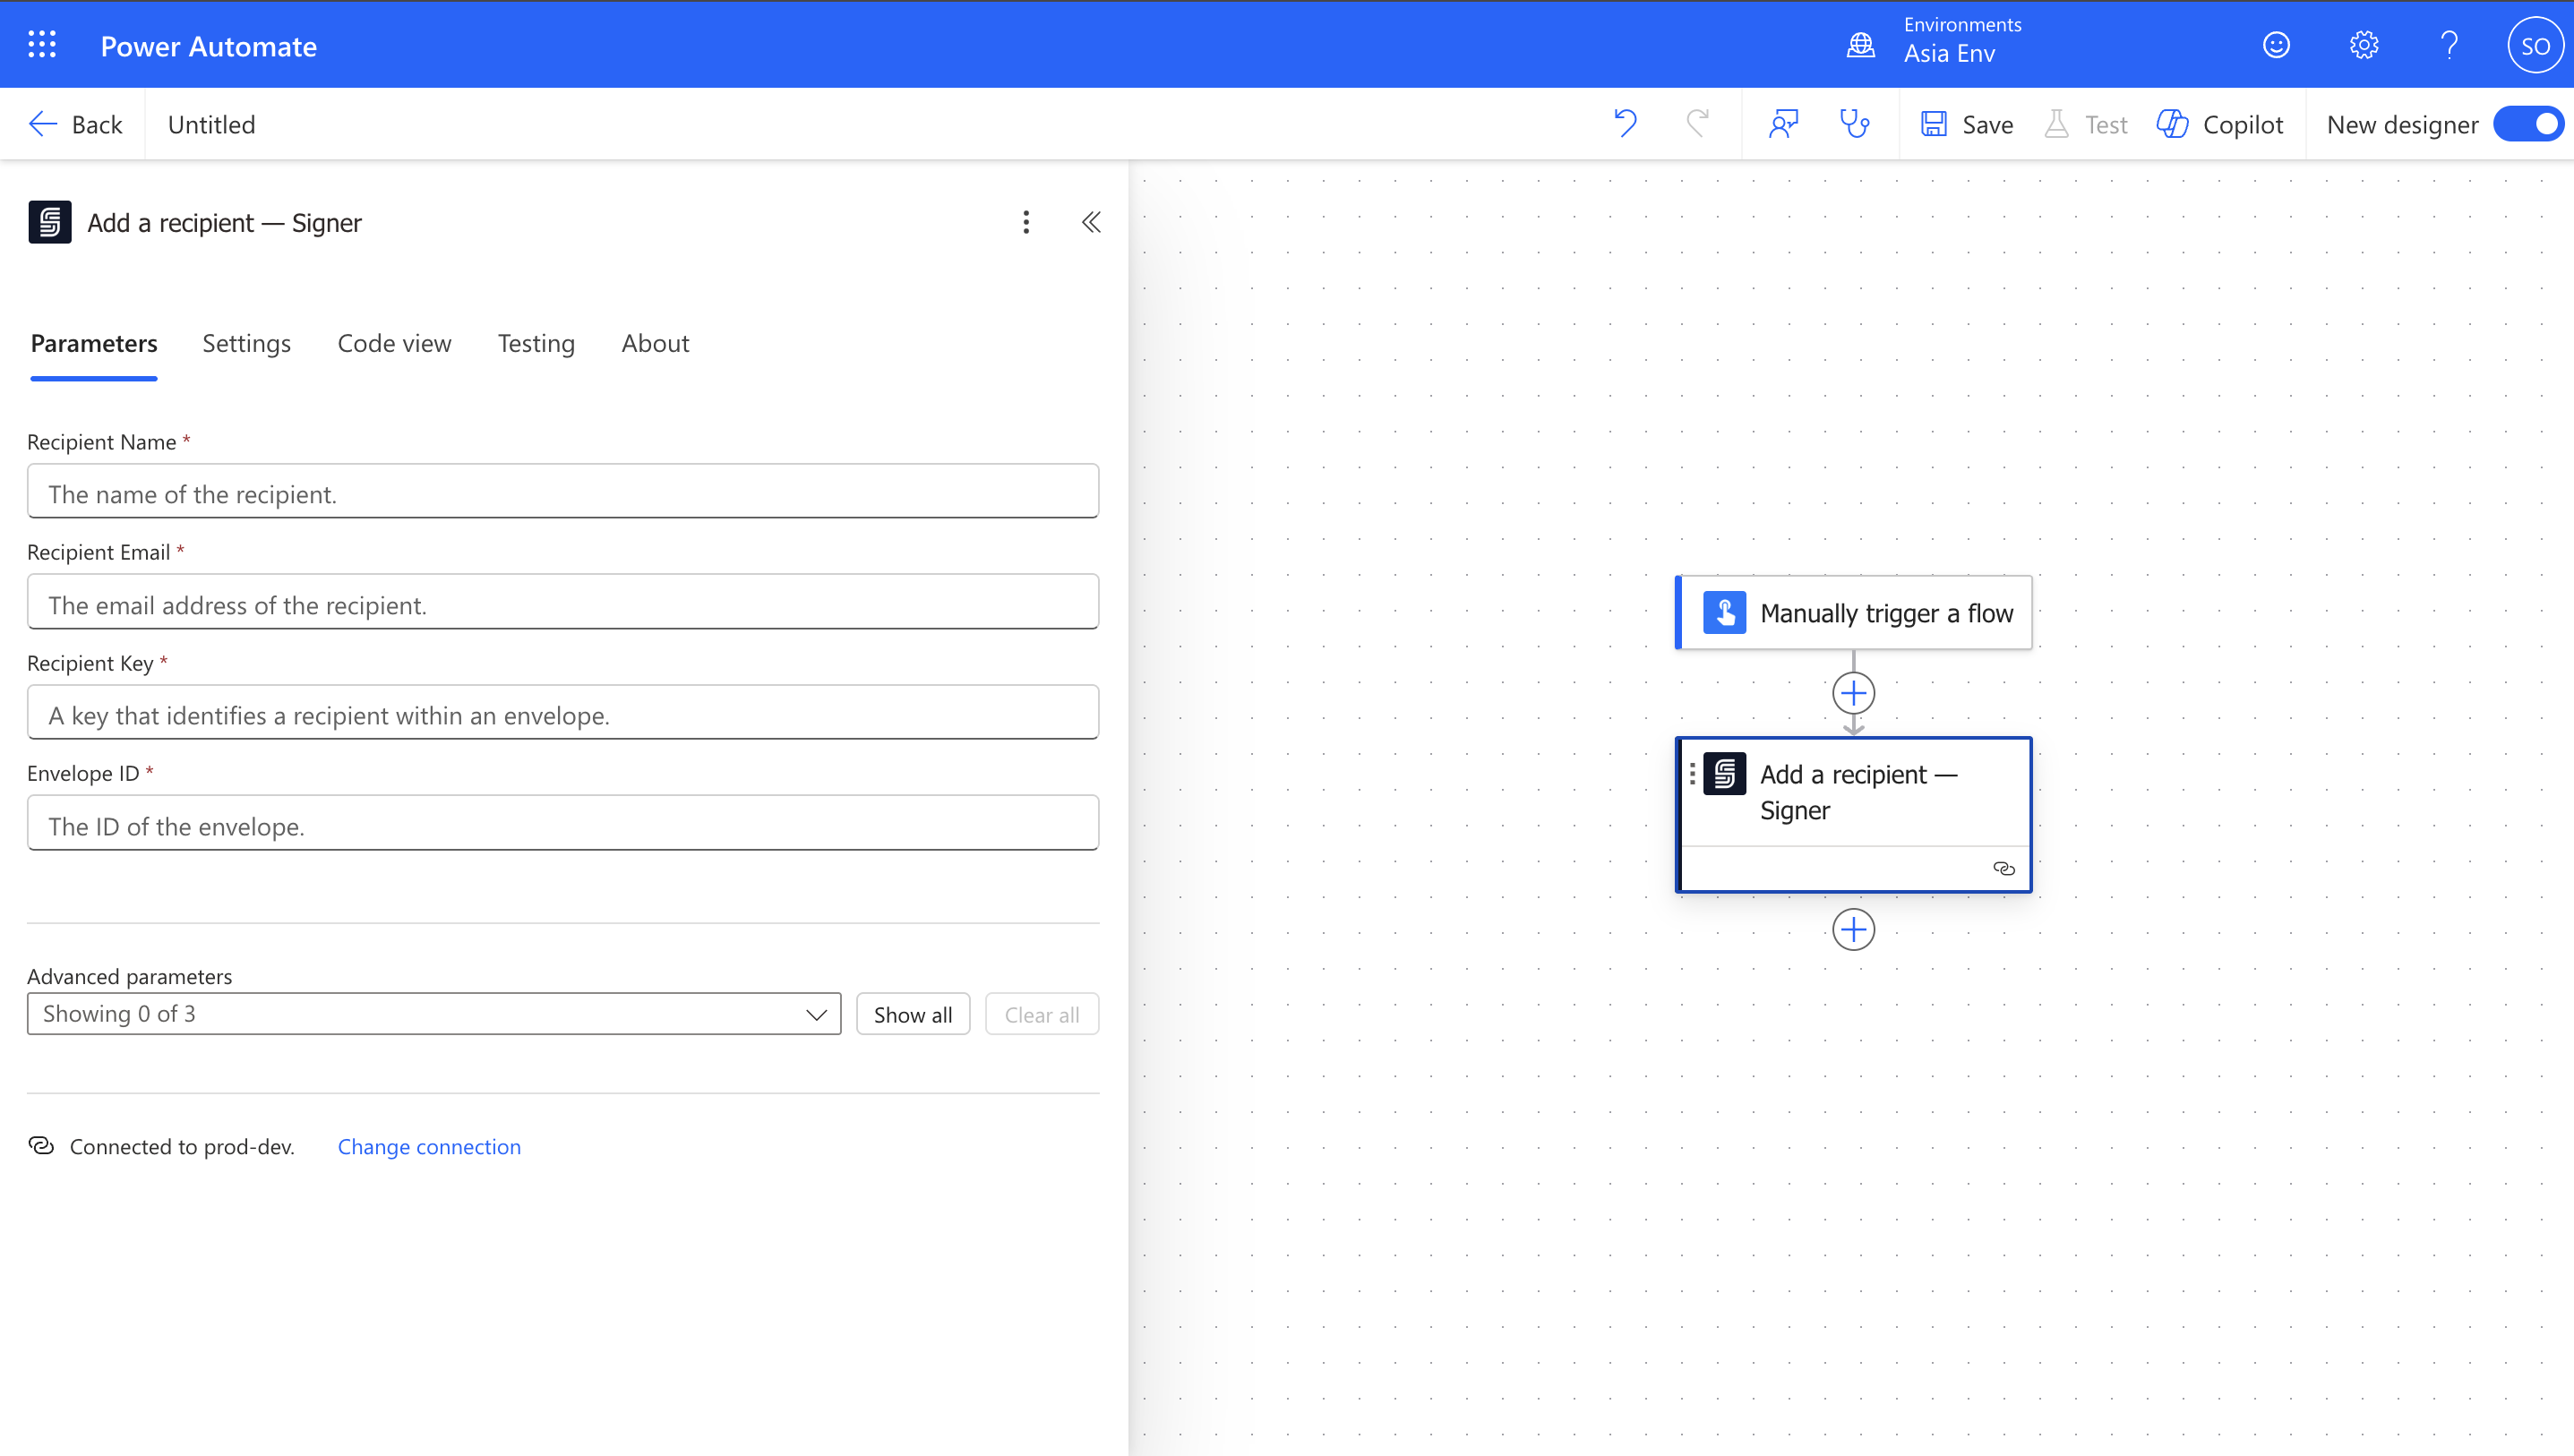 Power Automate
Environments
Asia Env
SO
Back
Untitled
Save
Test
Copilot
New designer
Add a recipient — Signer
Parameters
Settings
Code view
Testing
About
Recipient Name *
The name of the recipient.
Recipient Email *
The email address of the recipient.
Recipient Key *
A key that identifies a recipient within an envelope.
Envelope ID *
The ID of the envelope.
Advanced parameters
Showing 0 of 3
Show all
Clear all
Connected to prod-dev.
Change connection
Manually trigger a flow
Add a recipient —
Signer